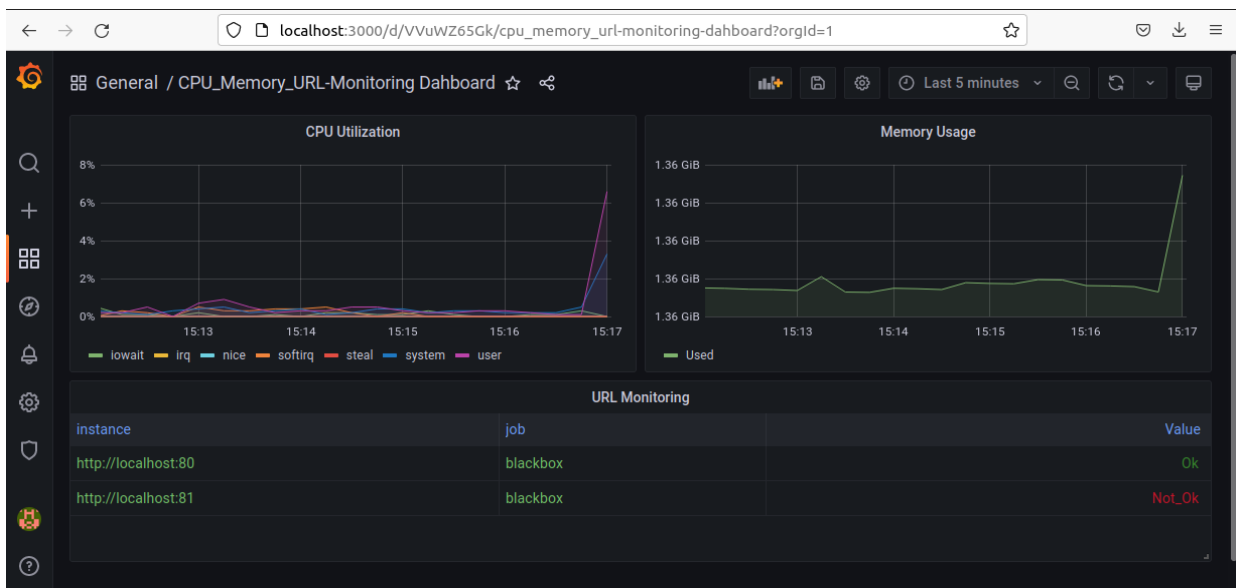 localhost:3000/d/VVuWZ65Gk/cpu_memory_url-monitoring-dahboard?orgId=1
General / CPU_Memory_URL-Monitoring Dahboard
Last 5 minutes
CPU Utilization
8%
6%
4%
2%
0%
15:13 15:14 15:15 15:16 15:17
iowait irq nice softirq steal system user
Memory Usage
1.36 GiB
1.36 GiB
1.36 GiB
1.36 GiB
1.36 GiB
15:13 15:14 15:15 15:16 15:17
Used
URL Monitoring
instance job Value
http://localhost:80 blackbox Ok
http://localhost:81 blackbox Not_Ok